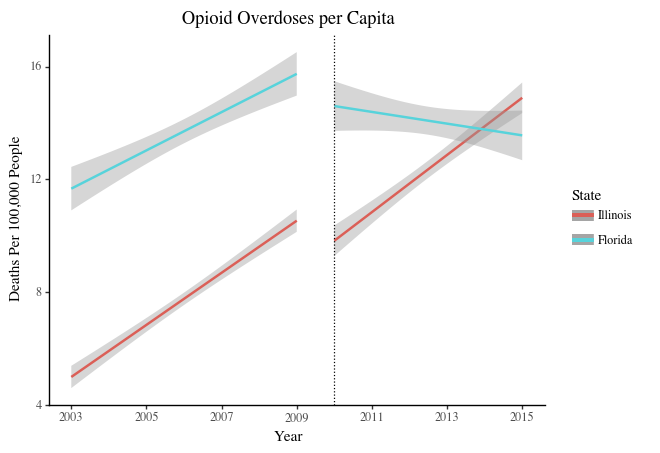 Opioid Overdoses per Capita
16
12
8
4
Deaths Per 100,000 People
2003 2005 2007 2009 2011 2013 2015
Year
State
Illinois
Florida